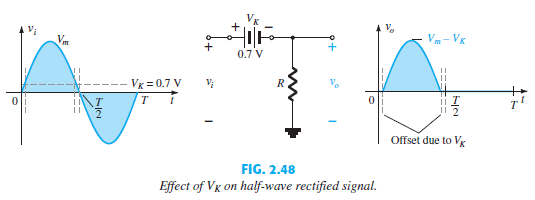 vi
Vm
VK = 0.7 V
0
T/2
T
t
+ VK –
0.7 V
+
Vi
–
R
+
Vo
–
vo
Vm – VK
0
T/2
T
t
Offset due to VK
FIG. 2.48
Effect of VK on half-wave rectified signal.